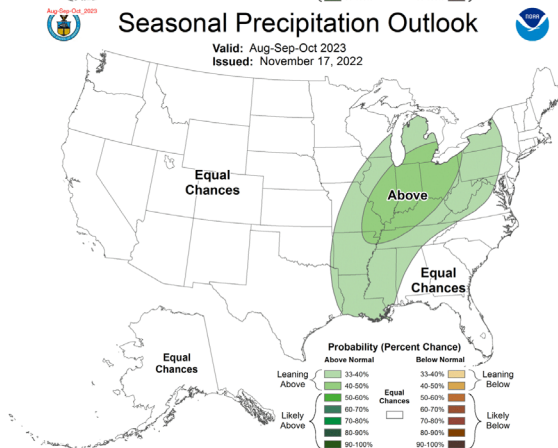 Aug-Sep-Oct 2023
Seasonal Precipitation Outlook
NOAA
Valid: Aug-Sep-Oct 2023
Issued: November 17, 2022
Equal
Chances
Above
Equal
Chances
Equal
Chances
Probability (Percent Chance)
Above Normal Below Normal
Leaning
Above
33-40%
40-50%
Likely
Above
50-60%
60-70%
70-80%
80-90%
90-100%
Equal
Chances
33-40%
40-50%
Leaning
Below
50-60%
60-70%
70-80%
80-90%
90-100%
Likely
Below